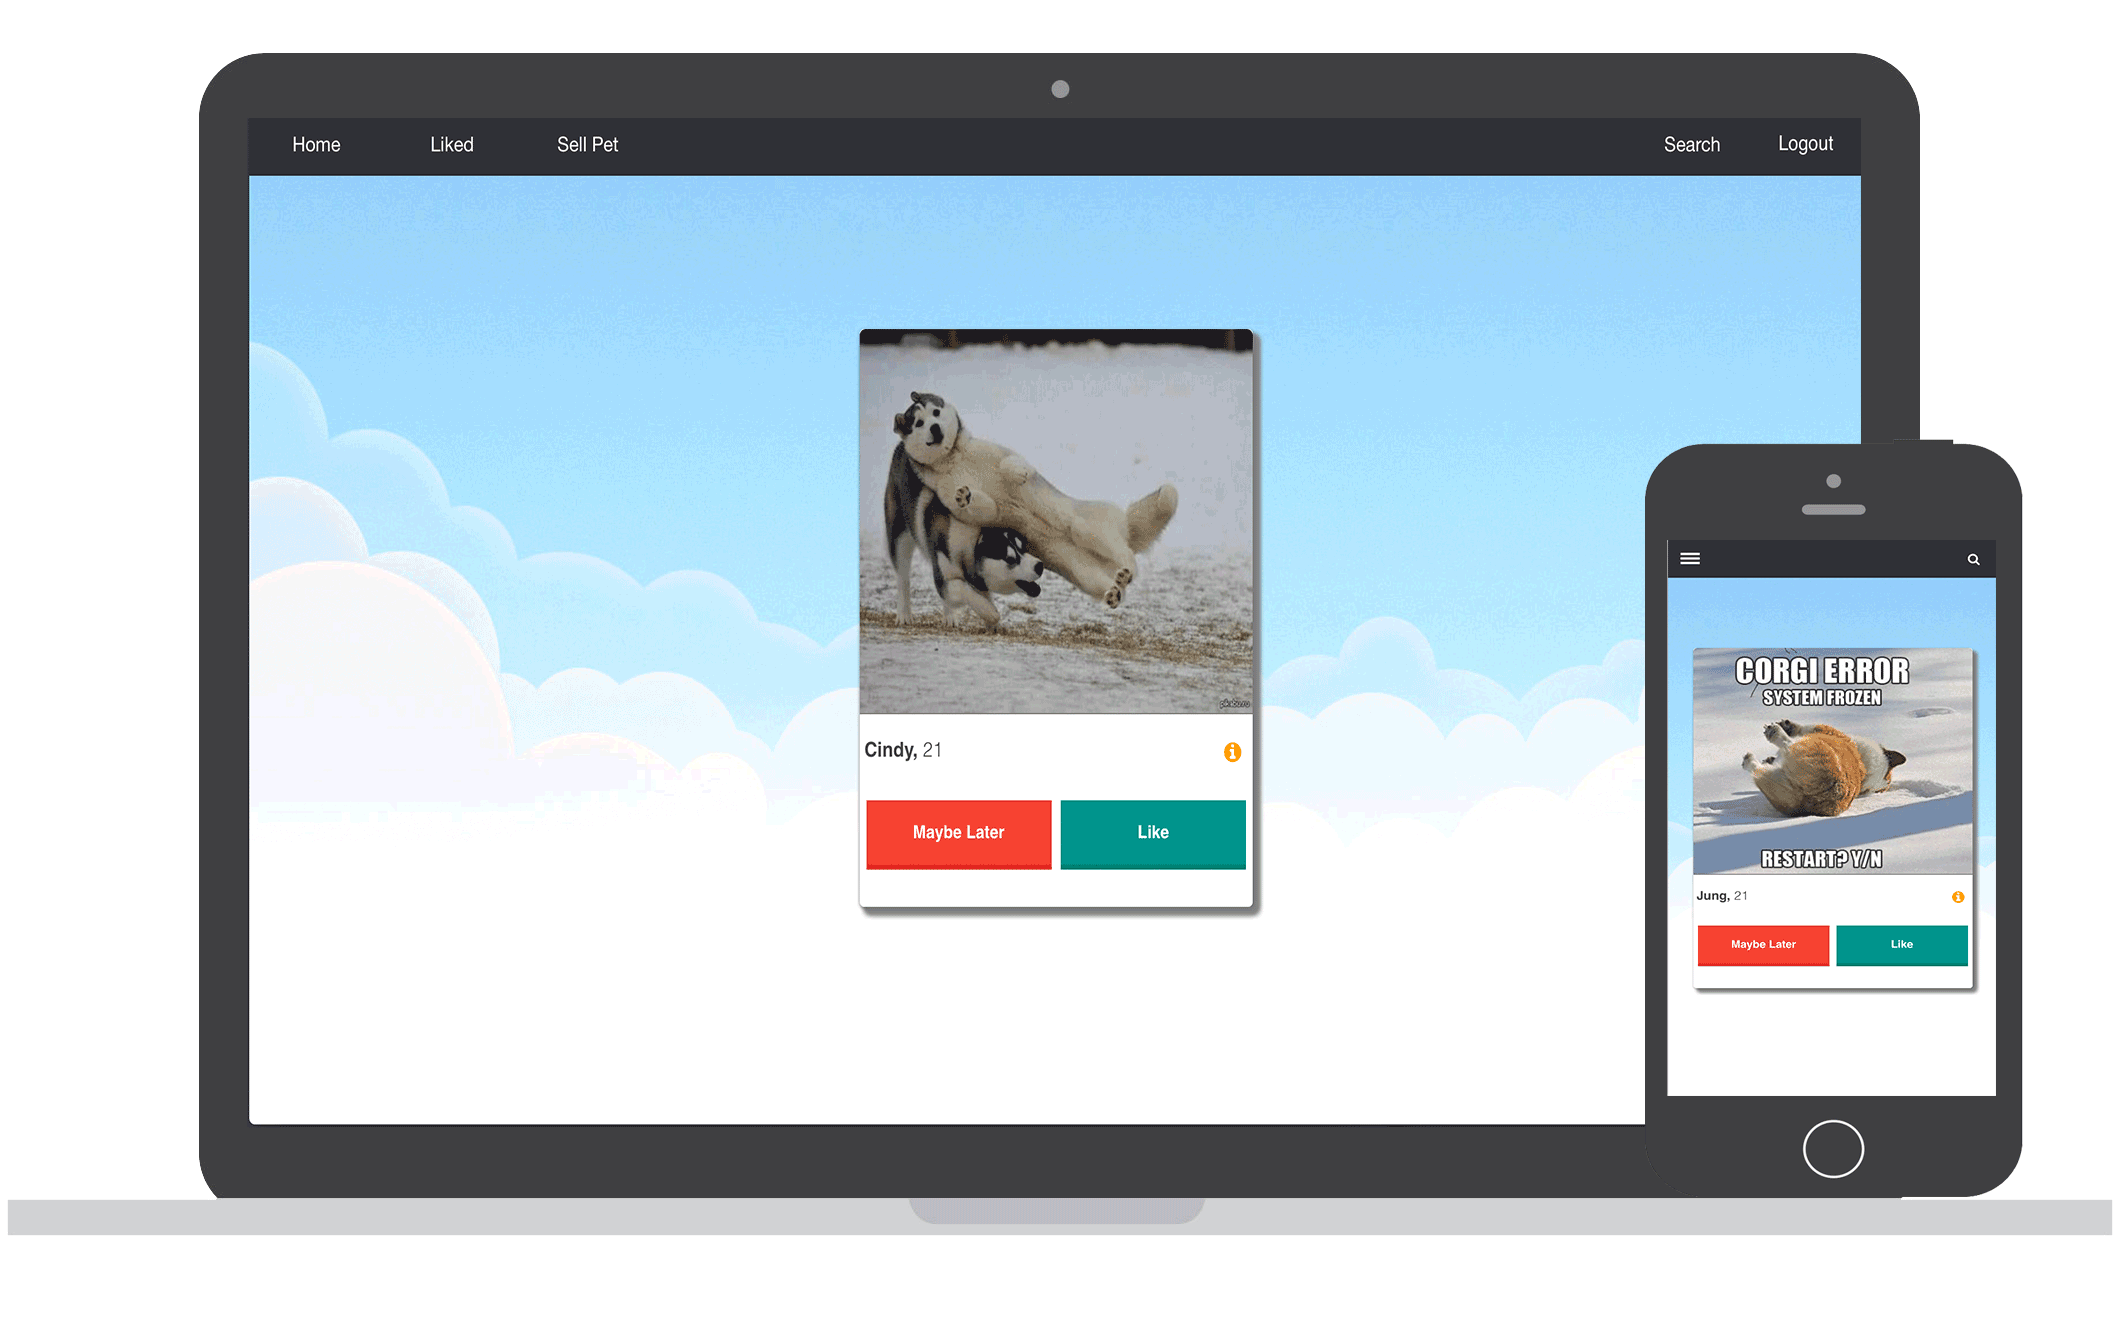 Home Liked Sell Pet Search Logout
Cindy, 21
Maybe Later Like
CORGI ERROR
SYSTEM FROZEN
RESTART? Y/N
Jung, 21
Maybe Later Like